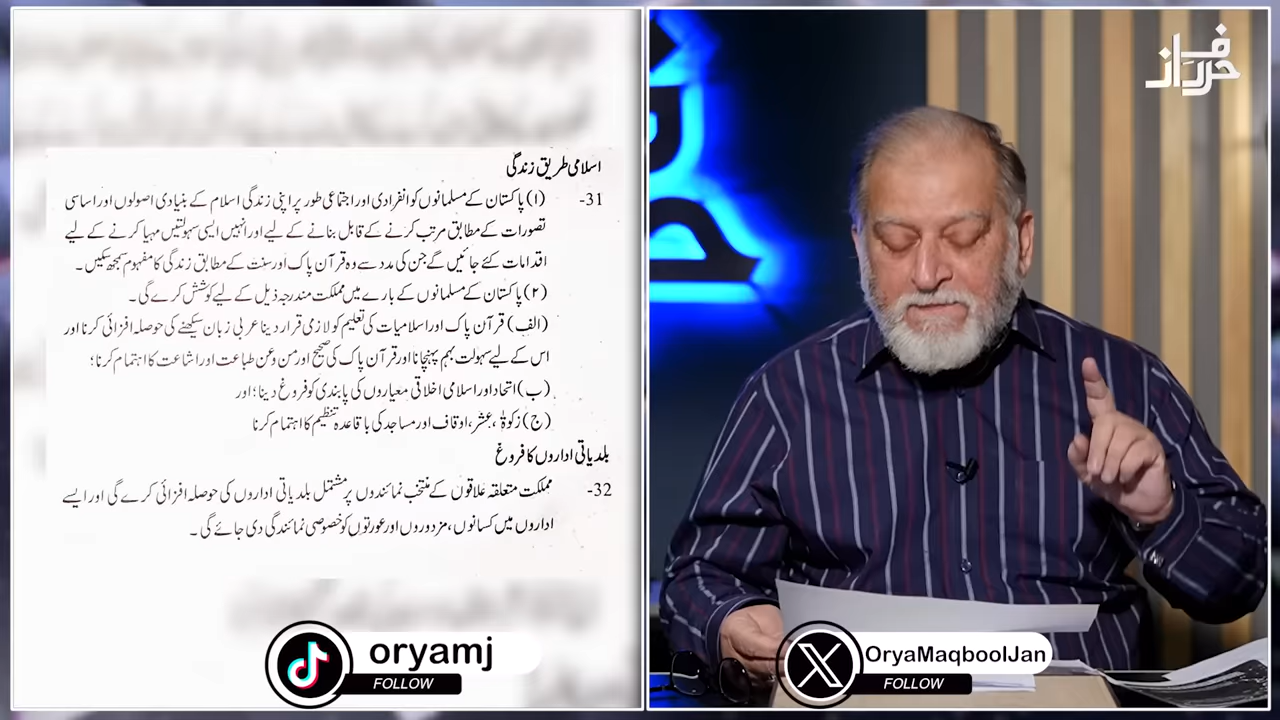 اسلامی طریق زندگی
31- (۱) پاکستان کے مسلمانوں کو انفرادی اور اجتماعی طور پر اپنی زندگی اسلام کے بنیادی اصولوں اور اساسی
تصورات کے مطابق مرتب کرنے کے قابل بنانے کے لیے اور انہیں ایسی سہولتیں مہیا کرنے کے لیے
اقدامات کئے جائیں گے جن کی مدد سے وہ قرآن پاک اور سنت کے مطابق زندگی کا مفہوم سمجھ سکیں۔
(۲) پاکستان کے مسلمانوں کے بارے میں مملکت مندرجہ ذیل کے لیے کوشش کرے گی۔
(الف) قرآن پاک اور اسلامیات کی تعلیم کو لازمی قرار دینا عربی زبان سیکھنے کی حوصلہ افزائی کرنا اور
اس کے لیے سہولت بہم پہنچانا اور قرآن پاک کی صحیح اور من وعن طباعت اور اشاعت کا اہتمام کرنا؛
(ب) اتحاد اور اسلامی اخلاقی معیاروں کی پابندی کو فروغ دینا؛ اور
(ج) زکوۃ، عشر، اوقاف اور مساجد کی باقاعدہ تنظیم کا اہتمام کرنا
بلدیاتی اداروں کا فروغ
32- مملکت متعلقہ علاقوں کے منتخب نمائندوں پر مشتمل بلدیاتی اداروں کی حوصلہ افزائی کرے گی اور ایسے
اداروں میں کسانوں، مزدوروں اور عورتوں کو خصوصی نمائندگی دی جائے گی۔
حرف راز
oryamj
FOLLOW
OryaMaqboolJan
FOLLOW